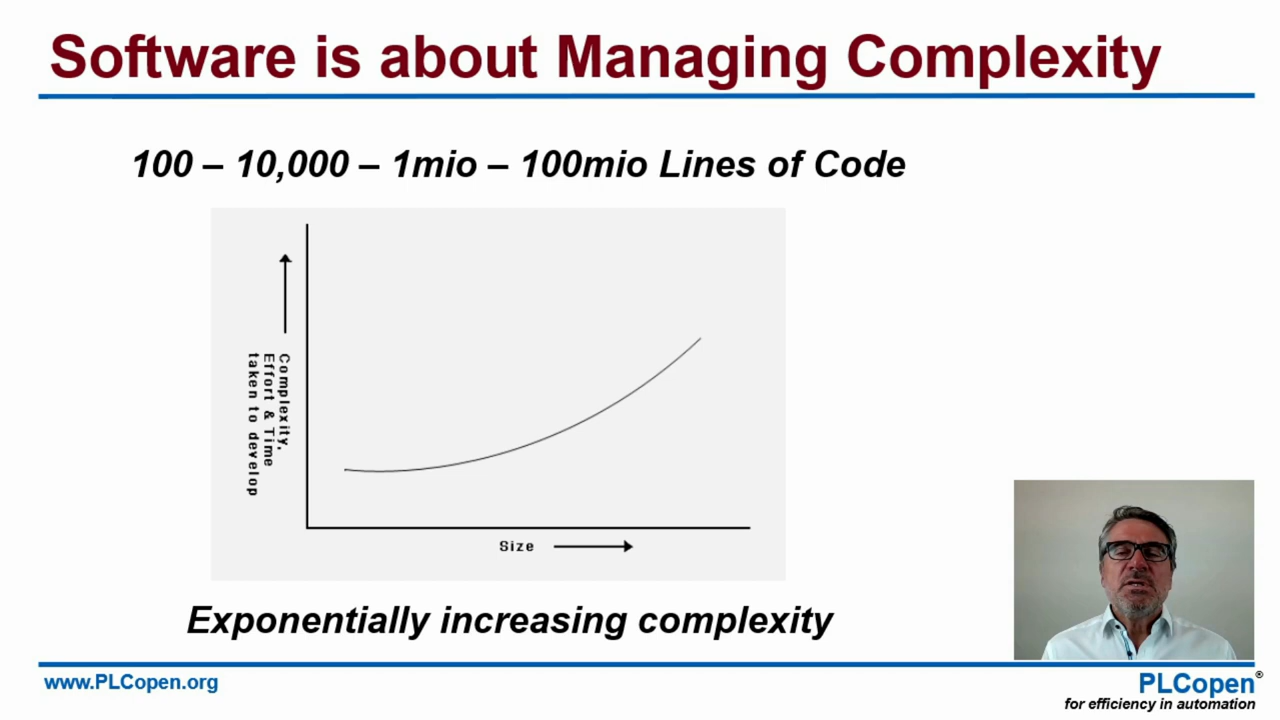 Software is about Managing Complexity
100 – 10,000 – 1mio – 100mio Lines of Code
Complexity,
Effort & Time
taken to develop
Size
Exponentially increasing complexity
www.PLCopen.org
PLCopen®
for efficiency in automation